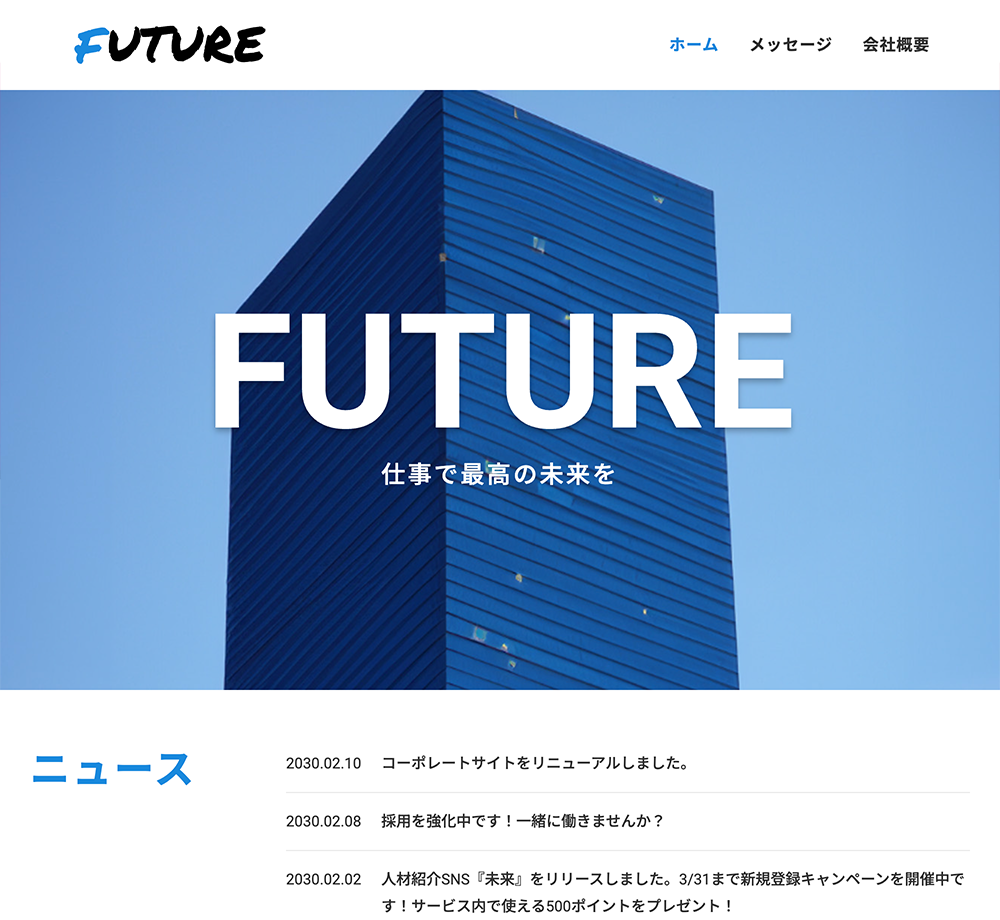 FUTURE
ホーム メッセージ 会社概要
FUTURE
仕事で最高の未来を
ニュース
2030.02.10 コーポレートサイトをリニューアルしました。
2030.02.08 採用を強化中です！一緒に働きませんか？
2030.02.02 人材紹介SNS『未来』をリリースしました。3/31まで新規登録キャンペーンを開催中で
す！サービス内で使える500ポイントをプレゼント！